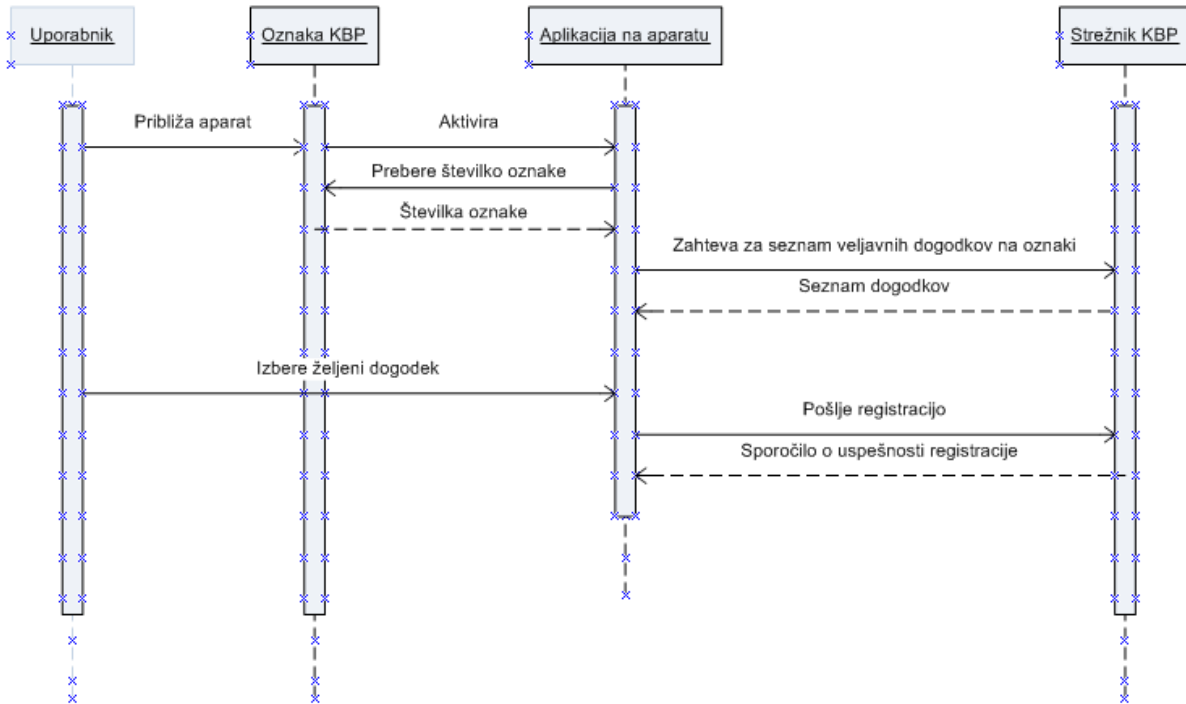 Uporabnik
Oznaka KBP
Aplikacija na aparatu
Strežnik KBP
Približa aparat
Aktivira
Prebere številko oznake
Številka oznake
Zahteva za seznam veljavnih dogodkov na oznaki
Seznam dogodkov
Izbere željeni dogodek
Pošlje registracijo
Sporočilo o uspešnosti registracije